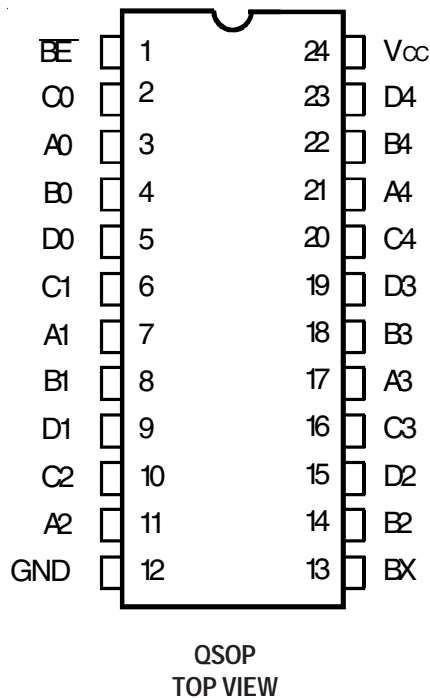 B̅E̅ 1 24 Vcc
C0 2 23 D4
A0 3 22 B4
B0 4 21 A4
D0 5 20 C4
C1 6 19 D3
A1 7 18 B3
B1 8 17 A3
D1 9 16 C3
C2 10 15 D2
A2 11 14 B2
GND 12 13 BX
QSOP
TOP VIEW